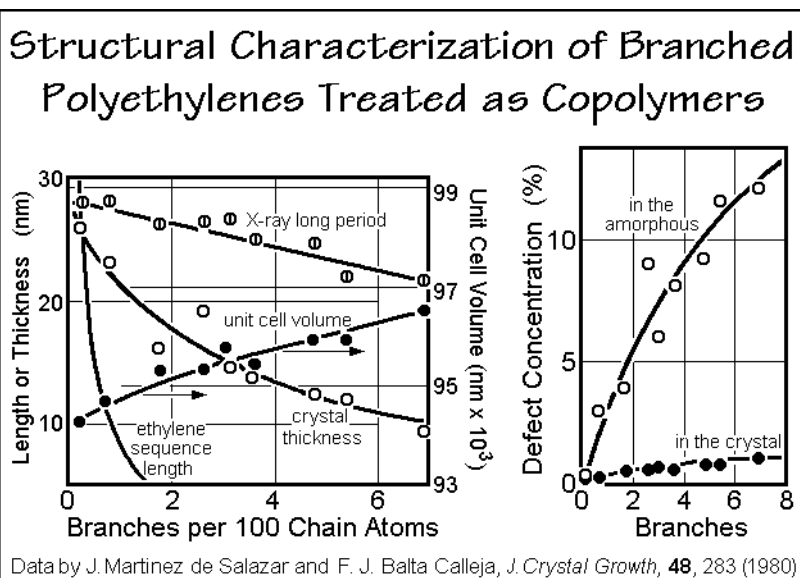 Structural Characterization of Branched
Polyethylenes Treated as Copolymers
30
20
10
Length or Thickness (nm)
X-ray long period
unit cell volume
ethylene
sequence
length
crystal
thickness
99
97
95
93
Unit Cell Volume (nm x 10³)
0 2 4 6
Branches per 100 Chain Atoms
Defect Concentration (%)
10
5
0
in the
amorphous
in the crystal
0 2 4 6 8
Branches
Data by J. Martinez de Salazar and F. J. Balta Calleja, J. Crystal Growth, 48, 283 (1980)